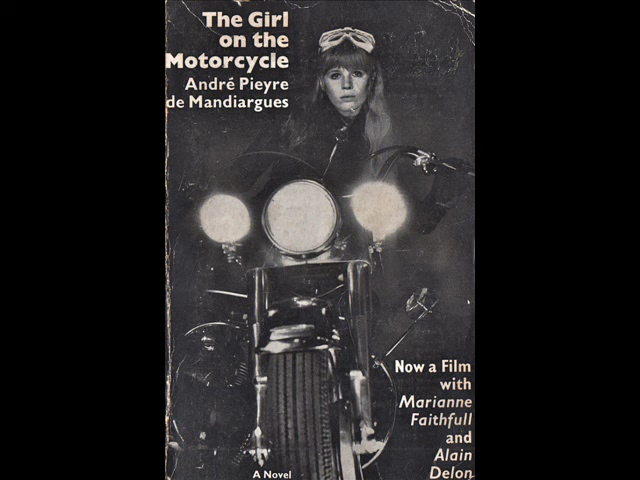 The Girl
on the
Motorcycle
André Pieyre
de Mandiargues
Now a Film
with
Marianne
Faithfull
and
Alain
Delon
A Novel